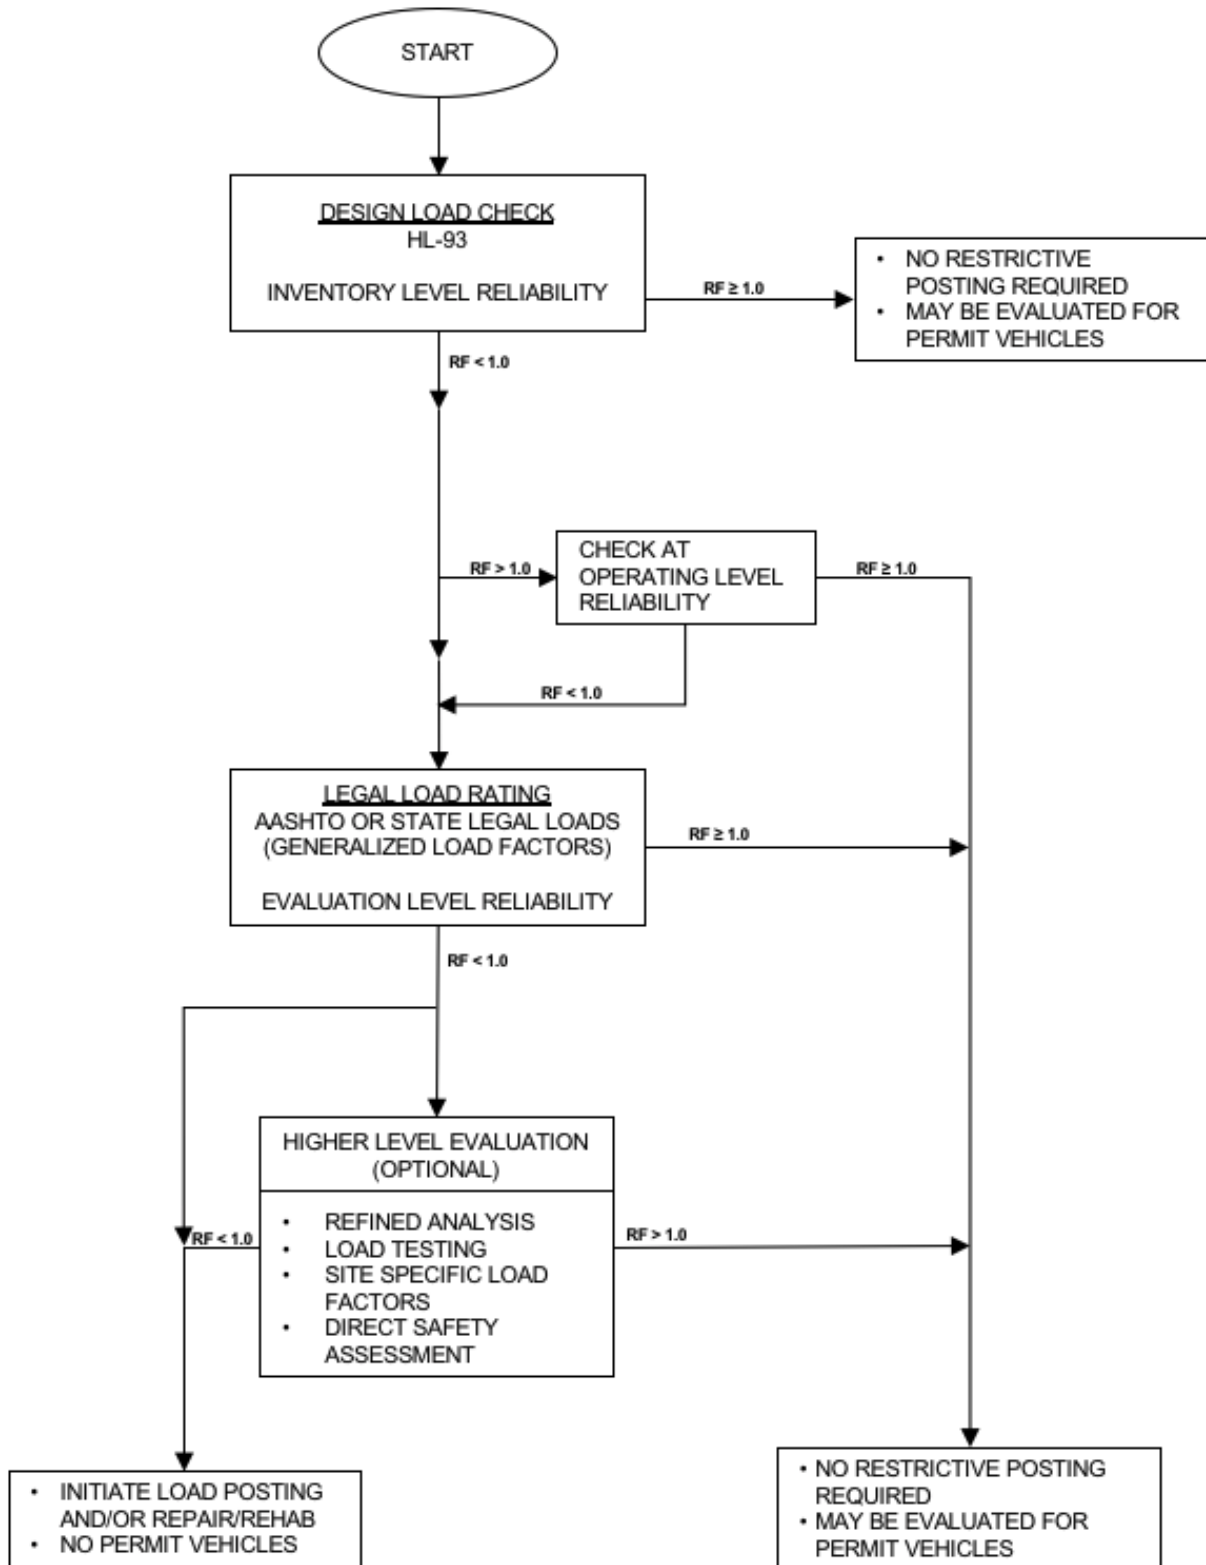 START
DESIGN LOAD CHECK
HL-93
INVENTORY LEVEL RELIABILITY
RF ≥ 1.0
• NO RESTRICTIVE
POSTING REQUIRED
• MAY BE EVALUATED FOR
PERMIT VEHICLES
RF < 1.0
RF > 1.0
CHECK AT
OPERATING LEVEL
RELIABILITY
RF ≥ 1.0
RF < 1.0
LEGAL LOAD RATING
AASHTO OR STATE LEGAL LOADS
(GENERALIZED LOAD FACTORS)
EVALUATION LEVEL RELIABILITY
RF ≥ 1.0
RF < 1.0
HIGHER LEVEL EVALUATION
(OPTIONAL)
• REFINED ANALYSIS
• LOAD TESTING
• SITE SPECIFIC LOAD
FACTORS
• DIRECT SAFETY
ASSESSMENT
RF < 1.0
RF > 1.0
• INITIATE LOAD POSTING
AND/OR REPAIR/REHAB
• NO PERMIT VEHICLES
• NO RESTRICTIVE POSTING
REQUIRED
• MAY BE EVALUATED FOR
PERMIT VEHICLES